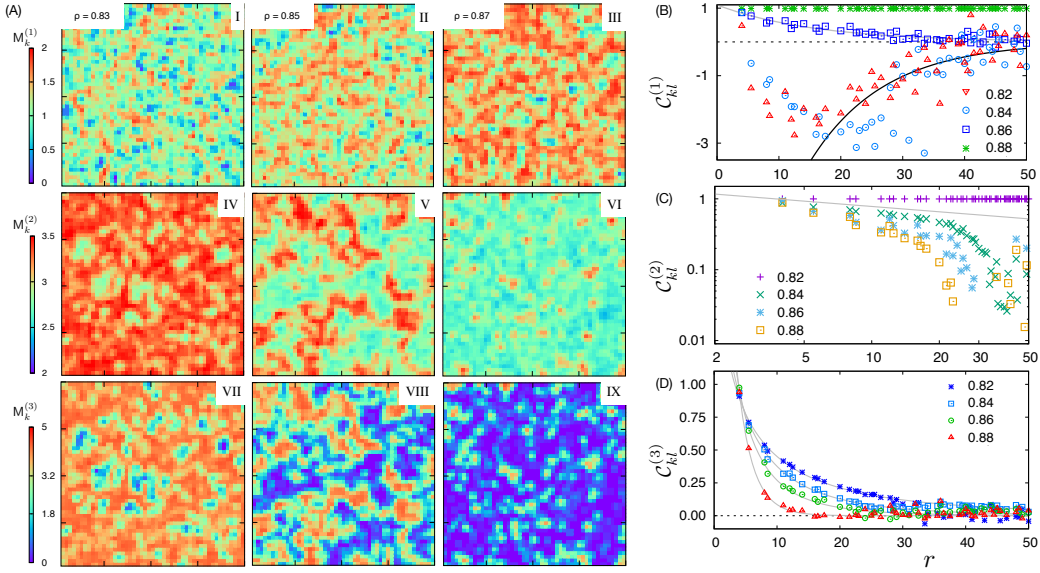 (A)
ρ = 0.83
I
ρ = 0.85
II
ρ = 0.87
III
M_k^(1)
2
1.5
1
0.5
0
IV
V
VI
M_k^(2)
3.5
3
2.5
2
VII
VIII
IX
M_k^(3)
5
3.2
1.8
0
(B)
C_kl^(1)
1
-1
-3
0.82
0.84
0.86
0.88
0 10 20 30 40 50
(C)
C_kl^(2)
1
0.1
0.01
0.82
0.84
0.86
0.88
2 5 10 20 30 50
(D)
C_kl^(3)
1.00
0.75
0.50
0.25
0.00
0.82
0.84
0.86
0.88
0 10 20 30 40 50
r